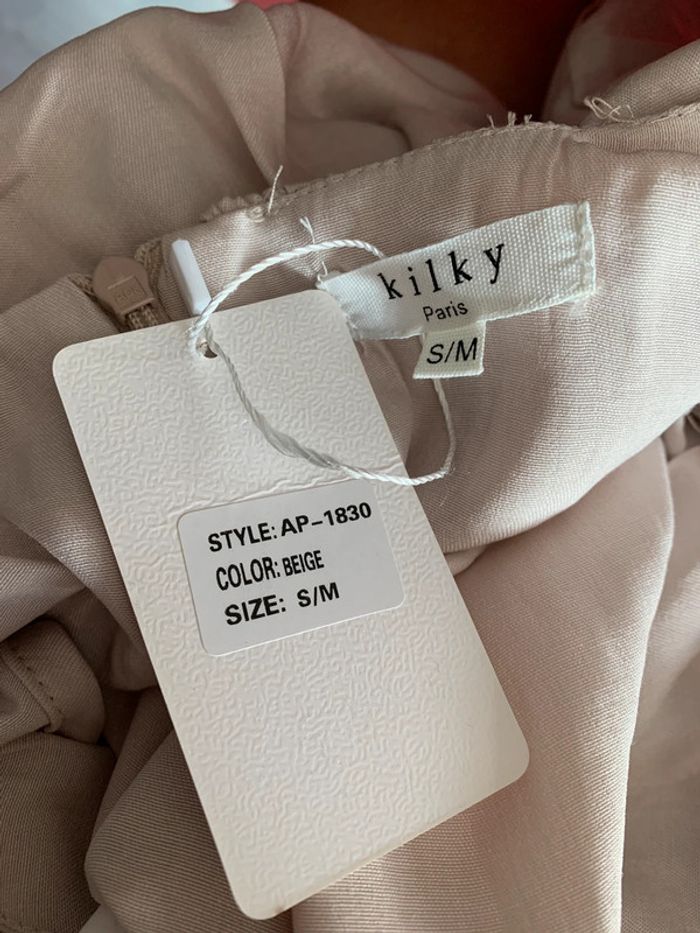 kilky
Paris
S/M
STYLE: AP-1830
COLOR: BEIGE
SIZE: S/M